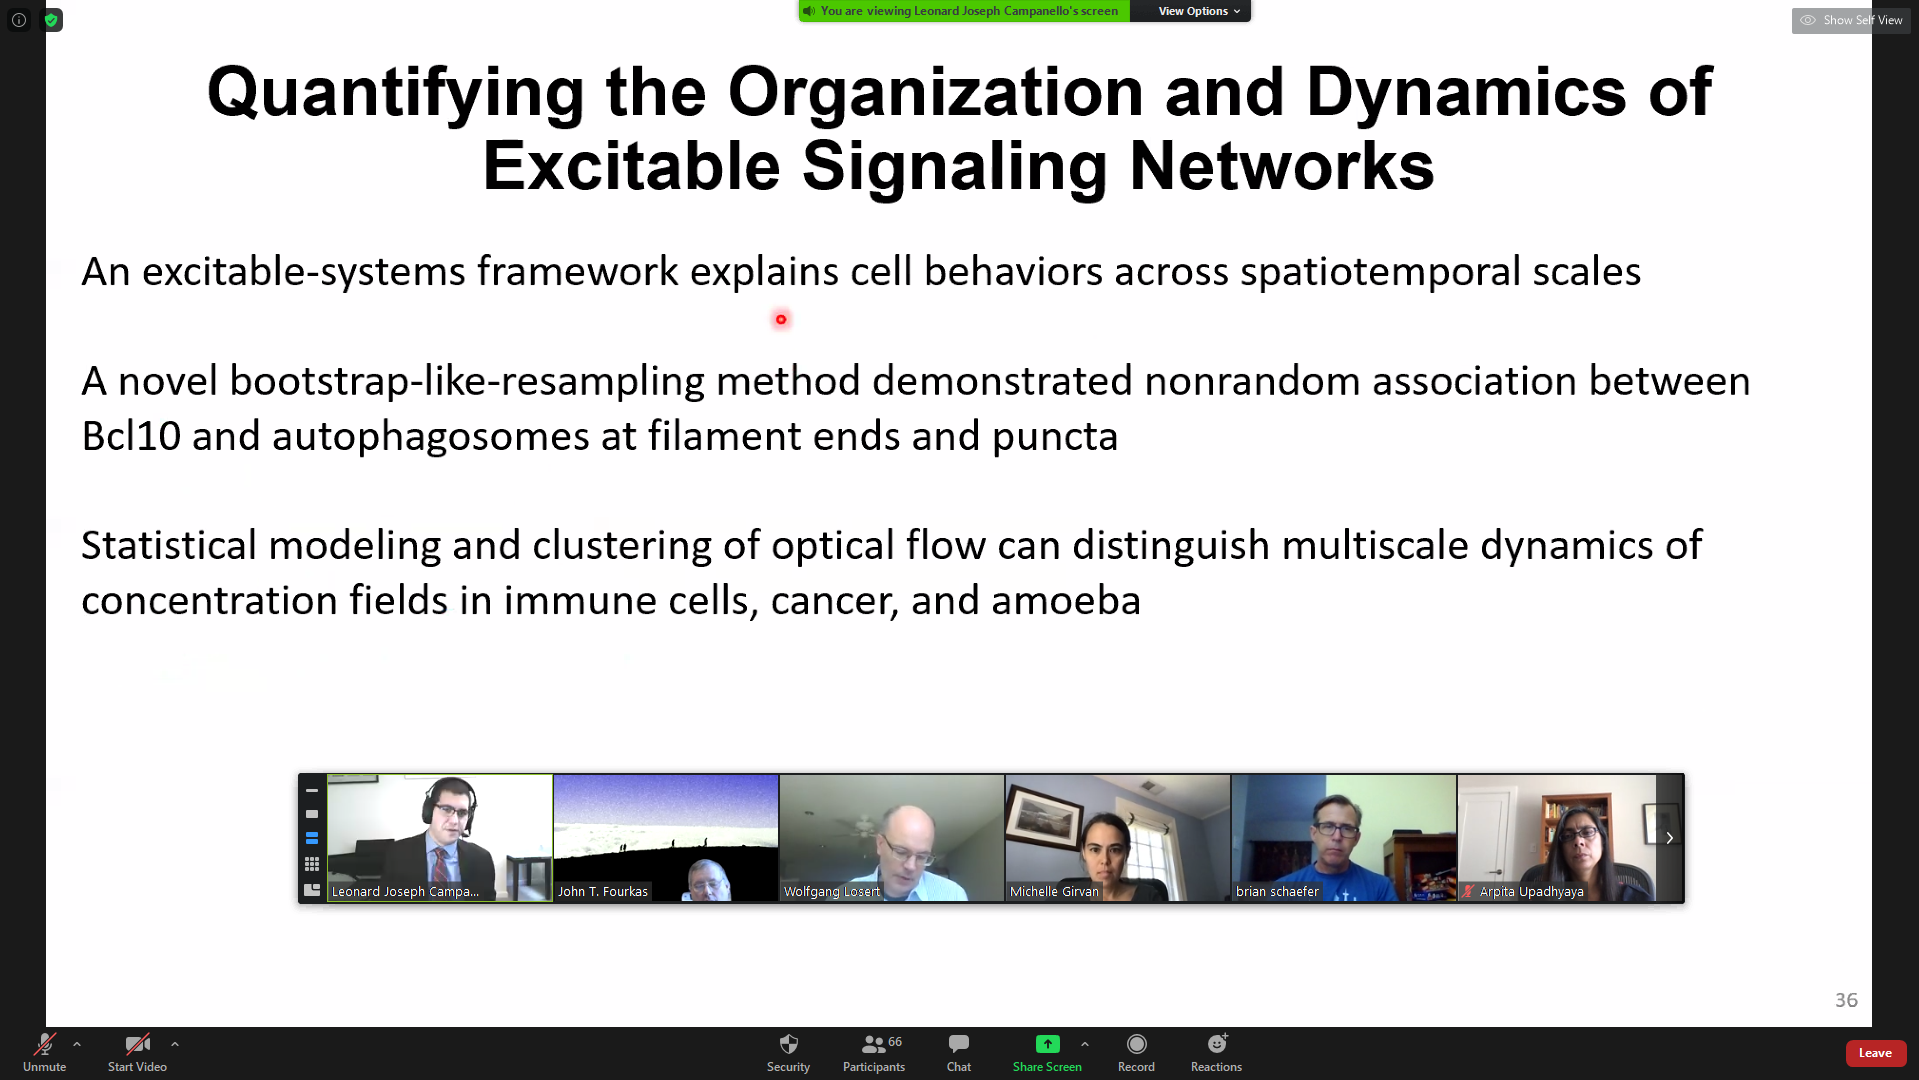 You are viewing Leonard Joseph Campanello's screen
View Options
Show Self View
Quantifying the Organization and Dynamics of
Excitable Signaling Networks
An excitable-systems framework explains cell behaviors across spatiotemporal scales
A novel bootstrap-like-resampling method demonstrated nonrandom association between
Bcl10 and autophagosomes at filament ends and puncta
Statistical modeling and clustering of optical flow can distinguish multiscale dynamics of
concentration fields in immune cells, cancer, and amoeba
Leonard Joseph Campa...
John T. Fourkas
Wolfgang Losert
Michelle Girvan
brian schaefer
Arpita Upadhyaya
36
Unmute
Start Video
Security
Participants
66
Chat
Share Screen
Record
Reactions
Leave